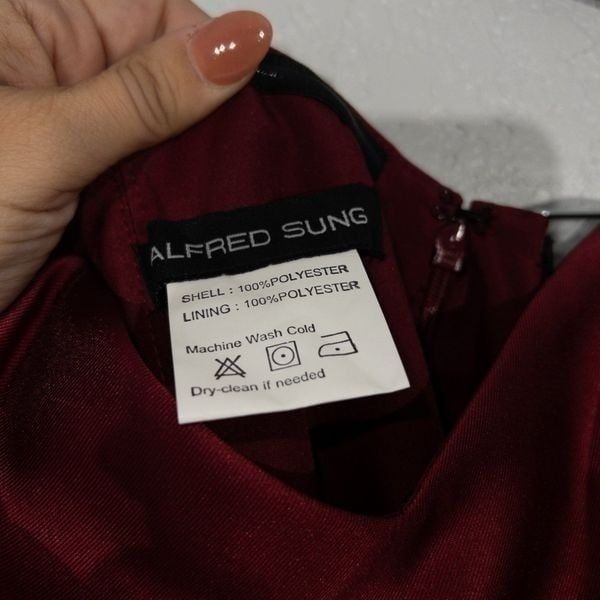 ALFRED SUNG
SHELL : 100%POLYESTER
LINING : 100%POLYESTER
Machine Wash Cold
Dry-clean if needed